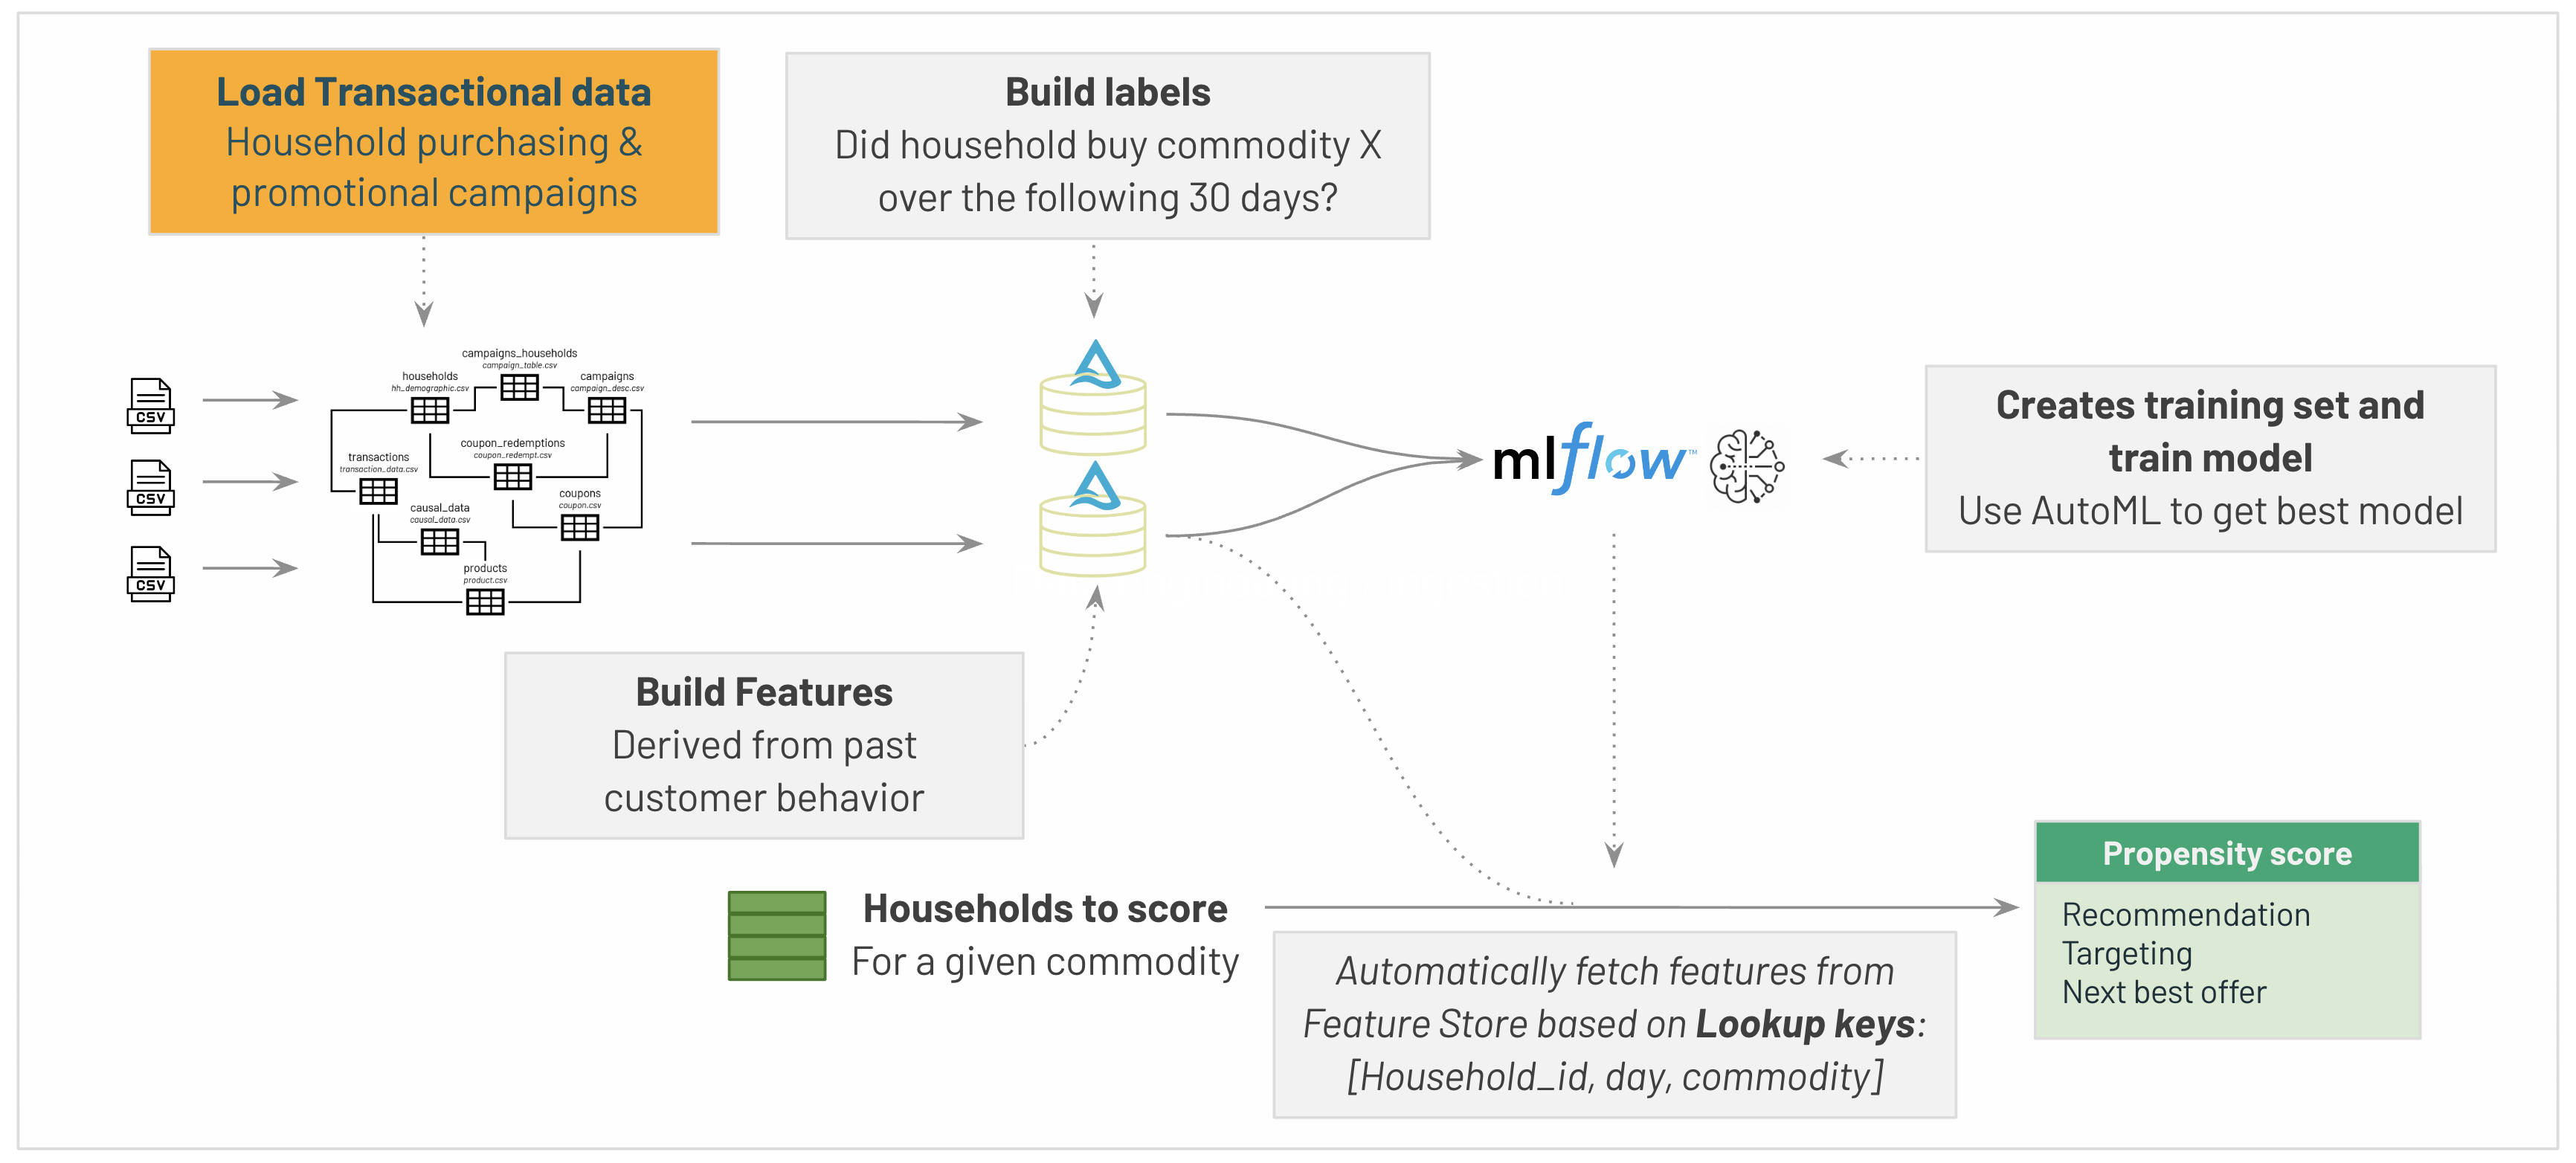 Load Transactional data
Household purchasing &
promotional campaigns
Build labels
Did household buy commodity X
over the following 30 days?
CSV
CSV
CSV
campaigns_households
campaign_table.csv
households
hh_demographic.csv
campaigns
campaign_desc.csv
coupon_redemptions
coupon_redempt.csv
transactions
transaction_data.csv
coupons
coupon.csv
causal_data
causal_data.csv
products
product.csv
mlflow™
Creates training set and
train model
Use AutoML to get best model
Build Features
Derived from past
customer behavior
Households to score
For a given commodity
Automatically fetch features from
Feature Store based on Lookup keys:
[Household_id, day, commodity]
Propensity score
Recommendation
Targeting
Next best offer